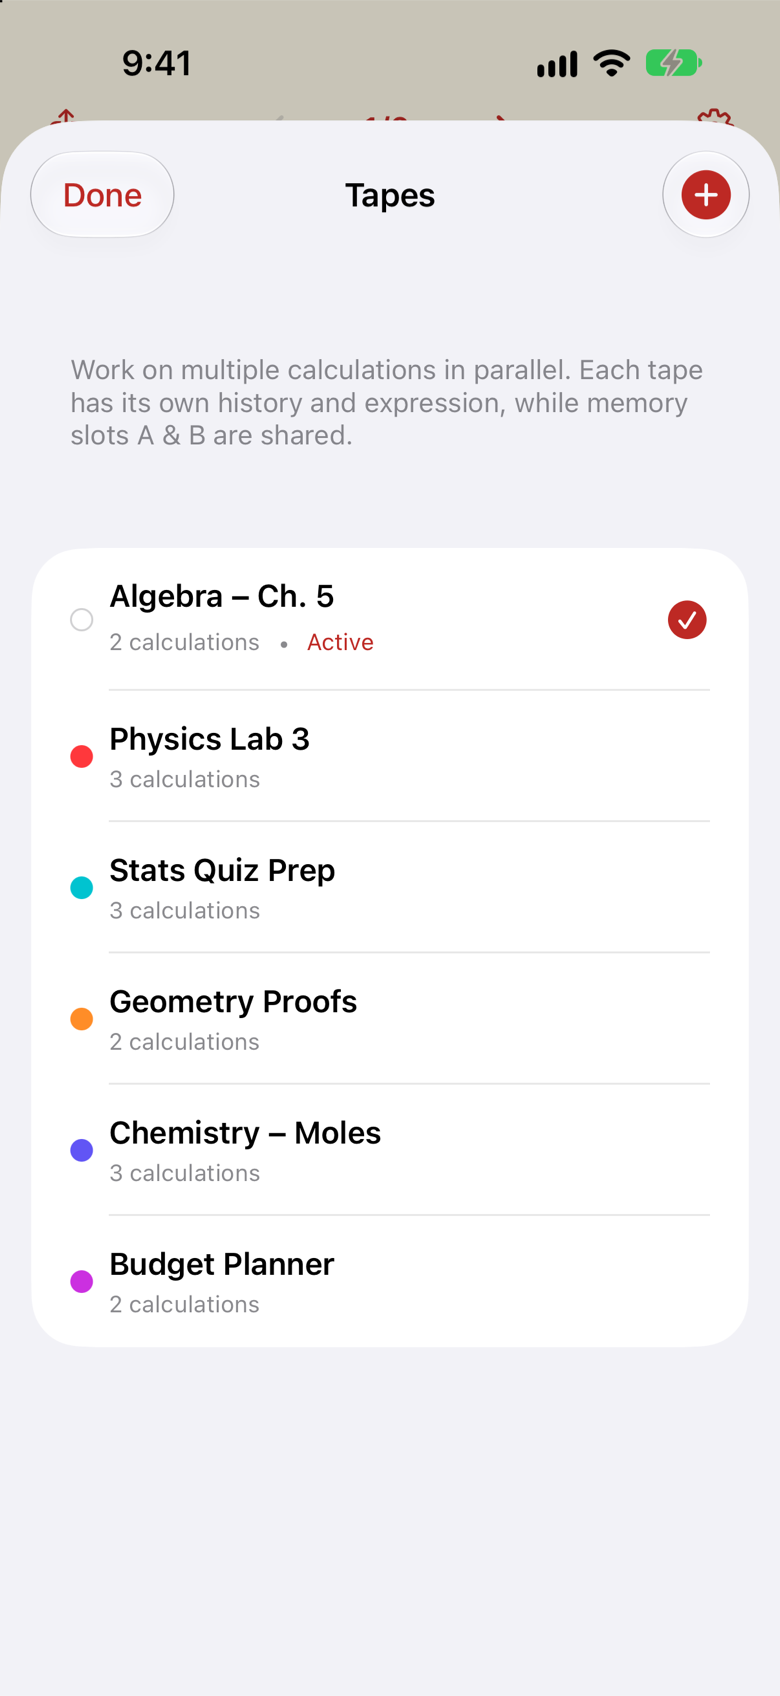 9:41
Done
Tapes
Work on multiple calculations in parallel. Each tape
has its own history and expression, while memory
slots A & B are shared.
Algebra – Ch. 5
2 calculations • Active
Physics Lab 3
3 calculations
Stats Quiz Prep
3 calculations
Geometry Proofs
2 calculations
Chemistry – Moles
3 calculations
Budget Planner
2 calculations